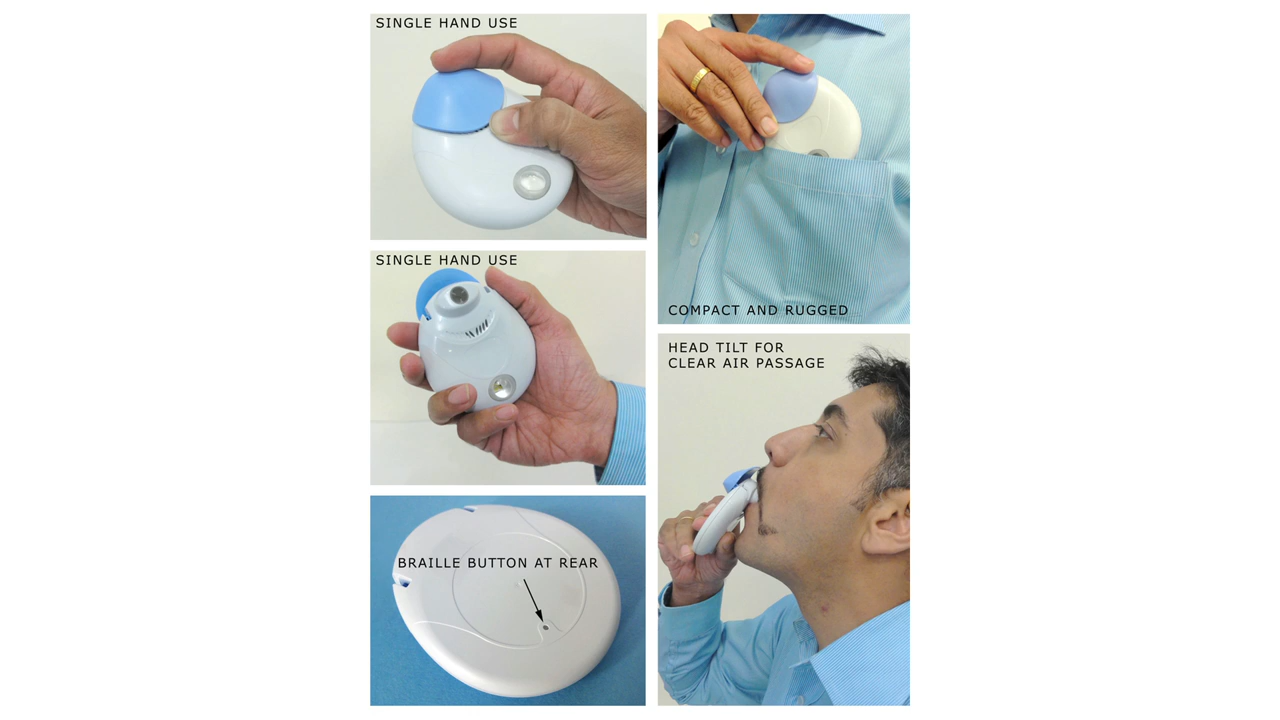 SINGLE HAND USE
SINGLE HAND USE
BRAILLE BUTTON AT REAR
COMPACT AND RUGGED
HEAD TILT FOR
CLEAR AIR PASSAGE